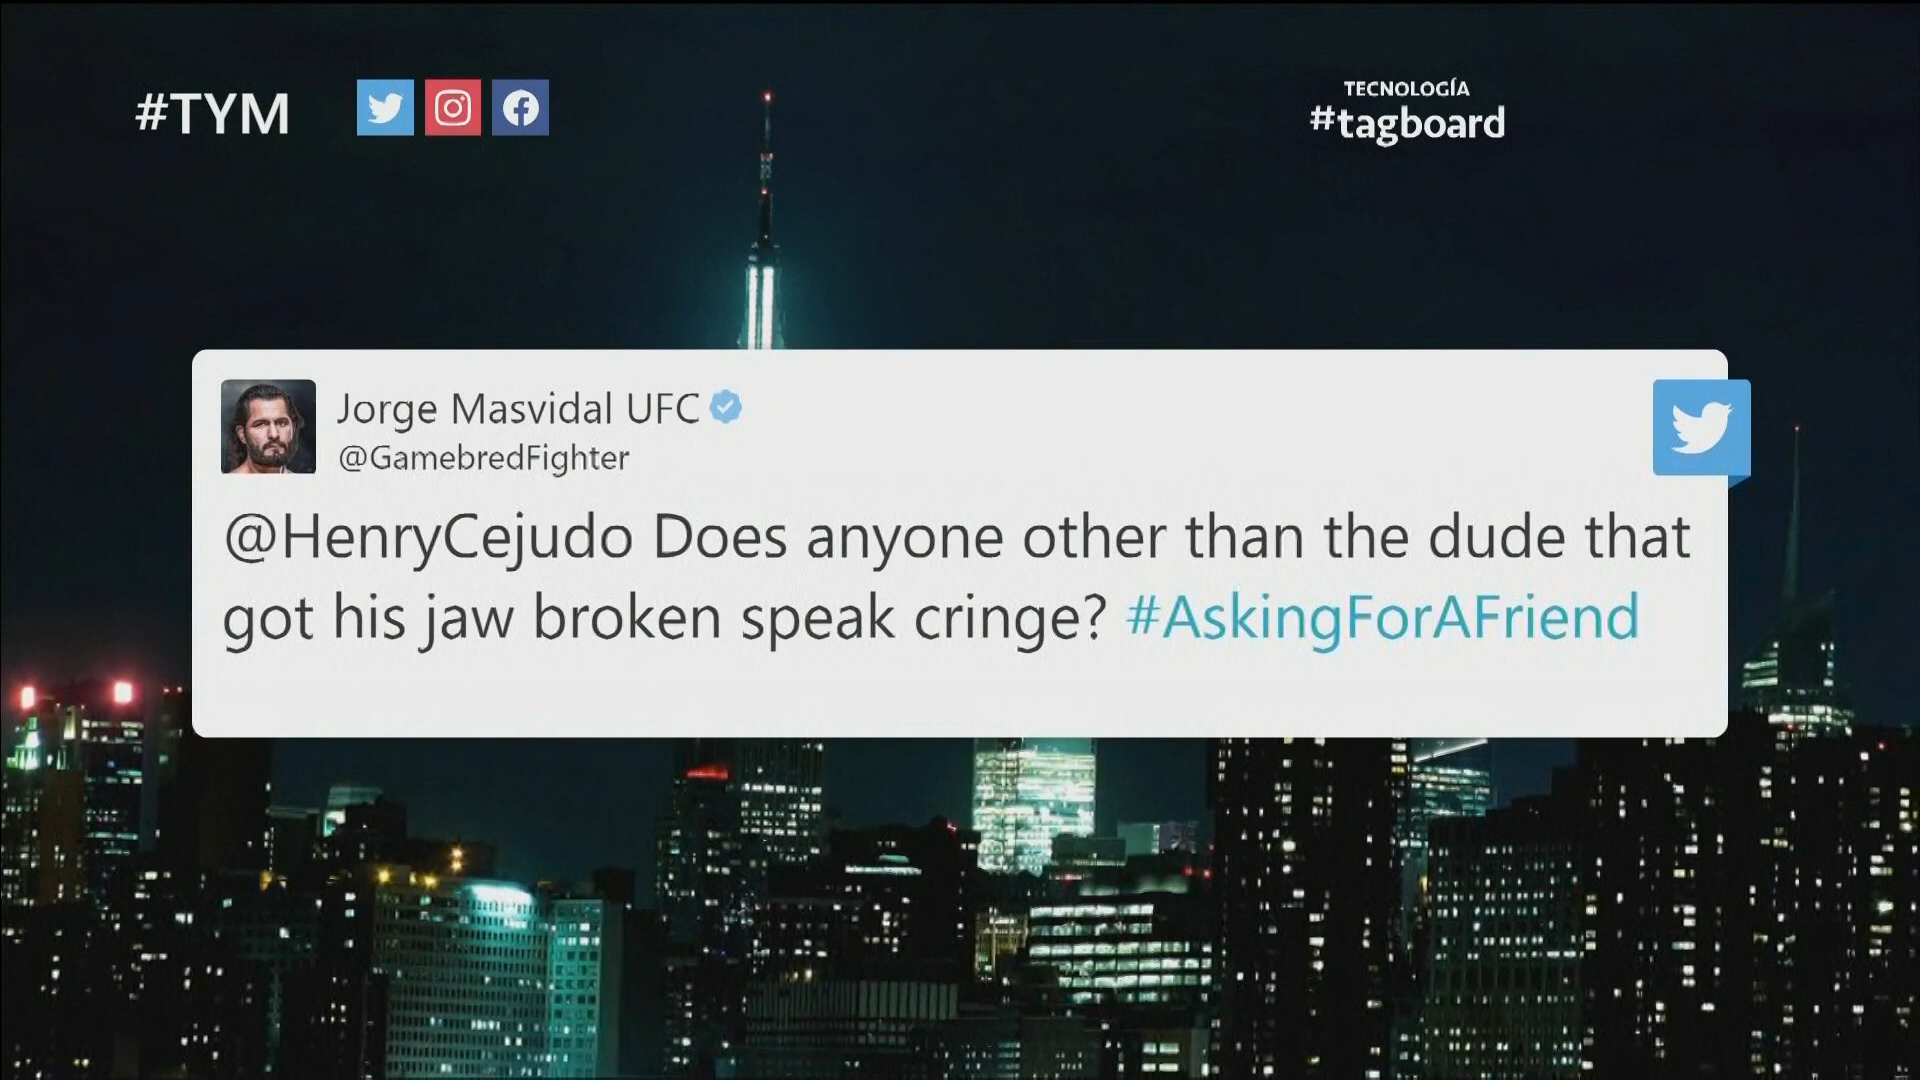 #TYM
TECNOLOGÍA
#tagboard
Jorge Masvidal UFC
@GamebredFighter
@HenryCejudo Does anyone other than the dude that
got his jaw broken speak cringe? #AskingForAFriend